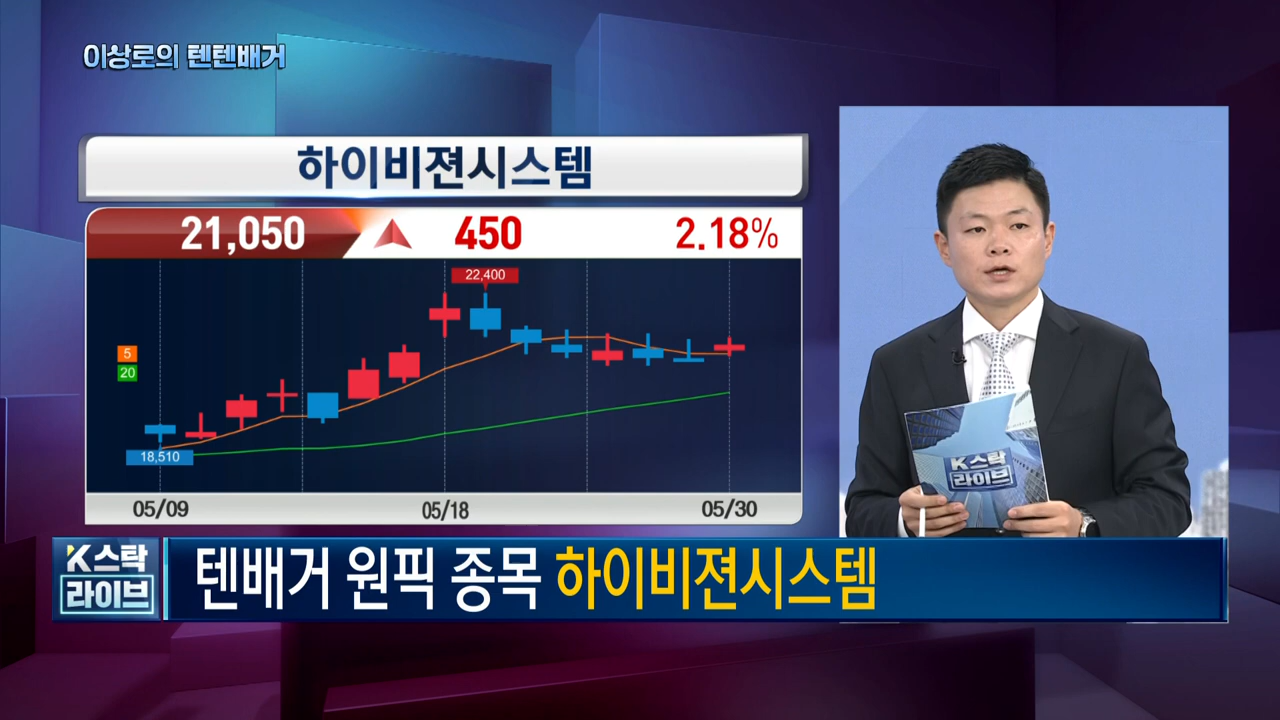 이상로의 텐텐배거
하이비젼시스템
21,050 ▲ 450 2.18%
22,400
5
20
18,510
05/09 05/18 05/30
K스탁
라이브
K스탁
라이브
텐배거 원픽 종목 하이비젼시스템